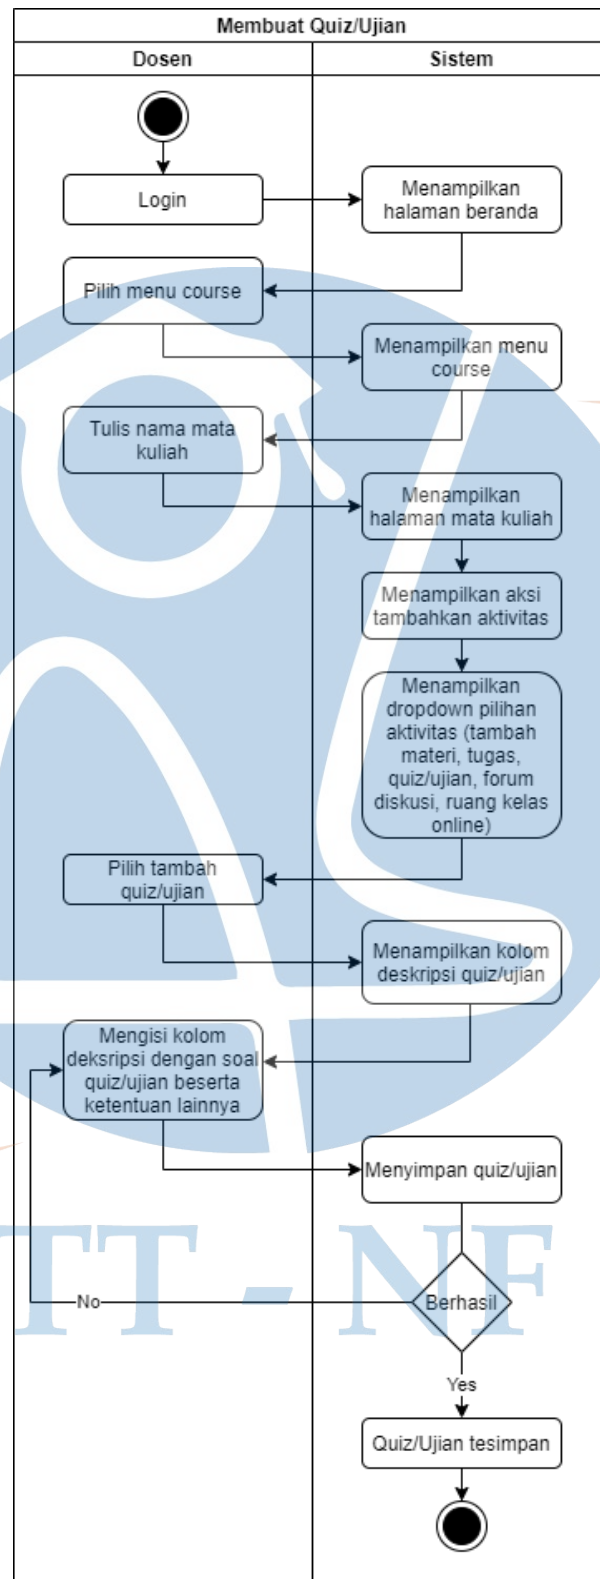 Membuat Quiz/Ujian
Dosen
Sistem
Login
Menampilkan
halaman beranda
Pilih menu course
Menampilkan menu
course
Tulis nama mata
kuliah
Menampilkan
halaman mata kuliah
Menampilkan aksi
tambahkan aktivitas
Menampilkan
dropdown pilihan
aktivitas (tambah
materi, tugas,
quiz/ujian, forum
diskusi, ruang kelas
online)
Pilih tambah
quiz/ujian
Menampilkan kolom
deskripsi quiz/ujian
Mengisi kolom
deksripsi dengan soal
quiz/ujian beserta
ketentuan lainnya
Menyimpan quiz/ujian
TT - NF
No
Berhasil
Yes
Quiz/Ujian tesimpan